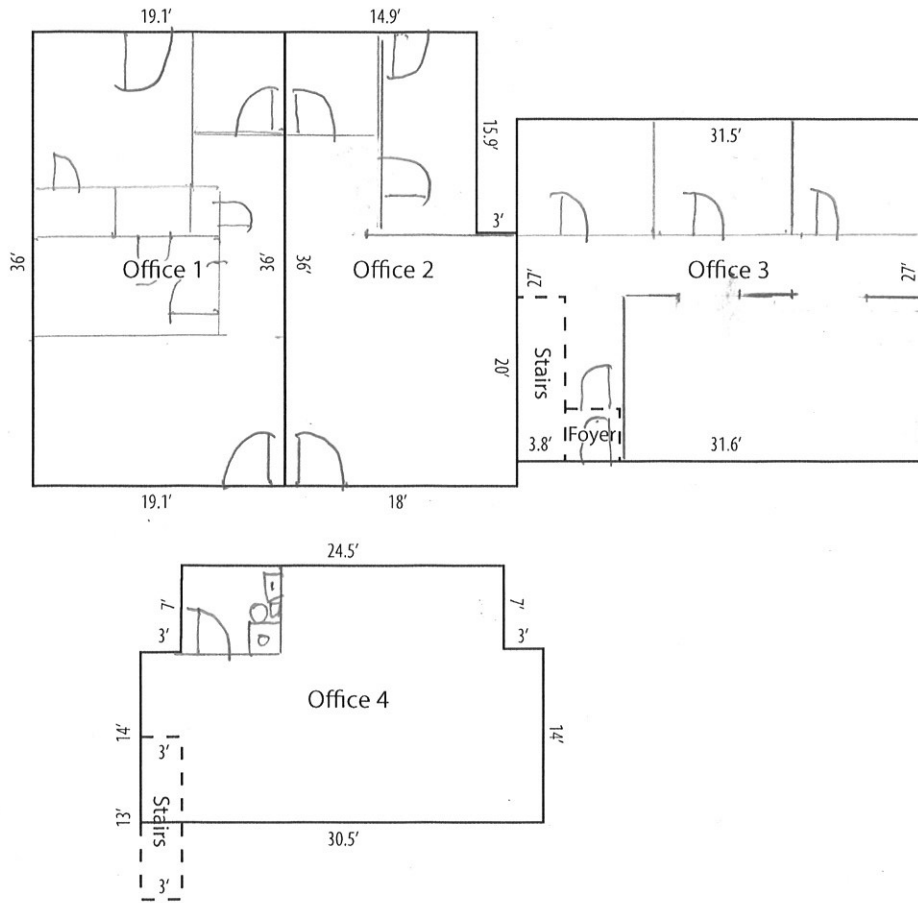 19.1′ 14.9′
15.9′
31.5′
3′
36′ Office 1 36′ 36′ Office 2 27′ Office 3 27′
Stairs
20′
3.8′ Foyer 31.6′
19.1′ 18′
24.5′
7′ 7′
3′ 3′
Office 4
14′ 3′ 14′
13′ Stairs
30.5′
3′